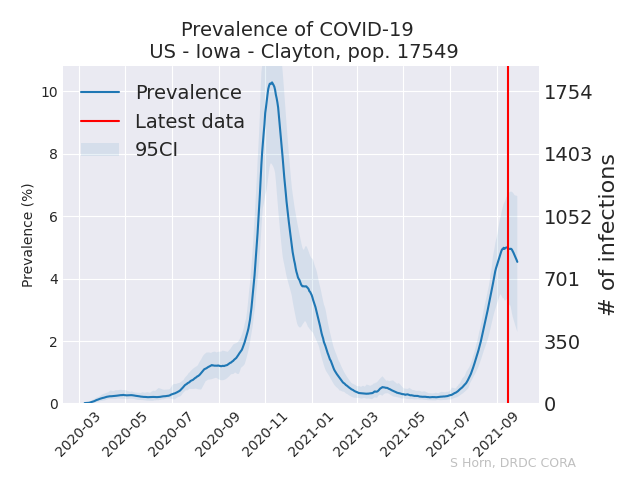 Prevalence of COVID-19
US - Iowa - Clayton, pop. 17549
Prevalence
Latest data
95CI
Prevalence (%)
10
8
6
4
2
0
1754
1403
1052
701
350
0
# of infections
2020-03
2020-05
2020-07
2020-09
2020-11
2021-01
2021-03
2021-05
2021-07
2021-09
S Horn, DRDC CORA